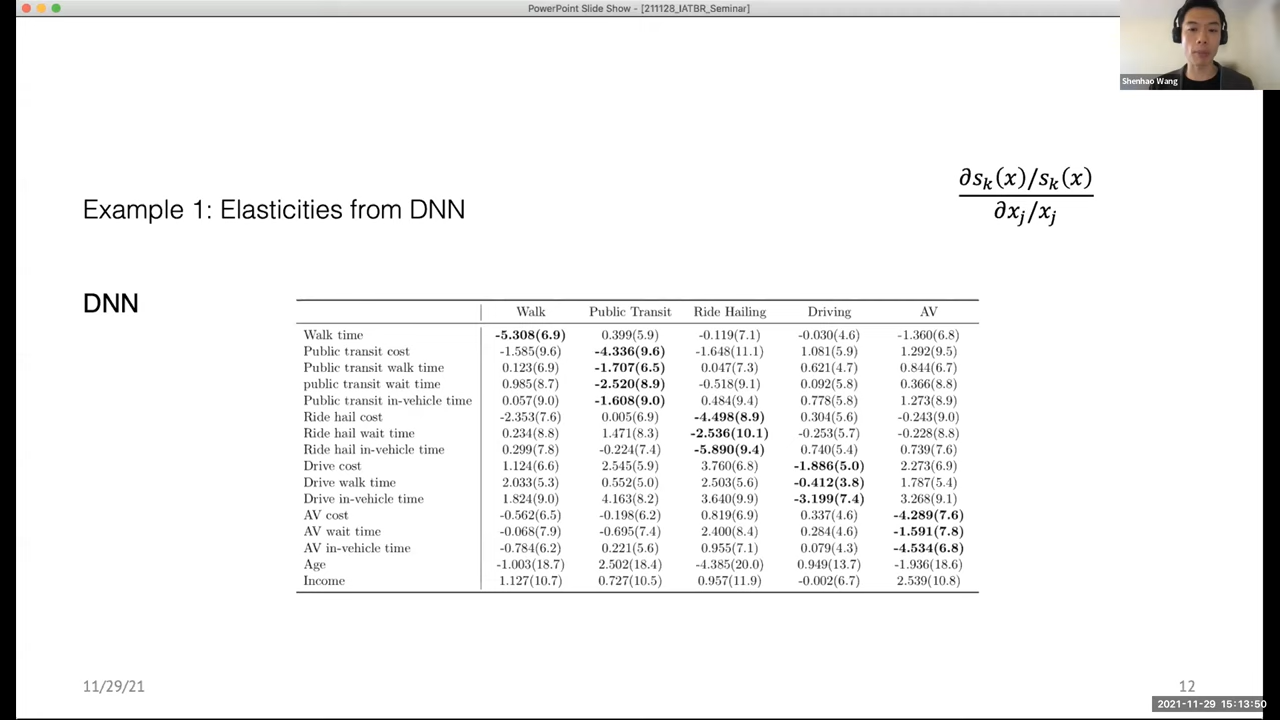 PowerPoint Slide Show - [211128_IATBR_Seminar]
Shenhao Wang
∂sₖ(x)/sₖ(x)
∂xⱼ/xⱼ
Example 1: Elasticities from DNN
DNN
Walk Public Transit Ride Hailing Driving AV
Walk time -5.308(6.9) 0.399(5.9) -0.119(7.1) -0.030(4.6) -1.360(6.8)
Public transit cost -1.585(9.6) -4.336(9.6) -1.648(11.1) 1.081(5.9) 1.292(9.5)
Public transit walk time 0.123(6.9) -1.707(6.5) 0.047(7.3) 0.621(4.7) 0.844(6.7)
public transit wait time 0.985(8.7) -2.520(8.9) -0.518(9.1) 0.092(5.8) 0.366(8.8)
Public transit in-vehicle time 0.057(9.0) -1.608(9.0) 0.484(9.4) 0.778(5.8) 1.273(8.9)
Ride hail cost -2.353(7.6) 0.005(6.9) -4.498(8.9) 0.304(5.6) -0.243(9.0)
Ride hail wait time 0.234(8.8) 1.471(8.3) -2.536(10.1) -0.253(5.7) -0.228(8.8)
Ride hail in-vehicle time 0.299(7.8) -0.224(7.4) -5.890(9.4) 0.740(5.4) 0.739(7.6)
Drive cost 1.124(6.6) 2.545(5.9) 3.760(6.8) -1.886(5.0) 2.273(6.9)
Drive walk time 2.033(5.3) 0.552(5.0) 2.503(5.6) -0.412(3.8) 1.787(5.4)
Drive in-vehicle time 1.824(9.0) 4.163(8.2) 3.640(9.9) -3.199(7.4) 3.268(9.1)
AV cost -0.562(6.5) -0.198(6.2) 0.819(6.9) 0.337(4.6) -4.289(7.6)
AV wait time -0.068(7.9) -0.695(7.4) 2.400(8.4) 0.284(4.6) -1.591(7.8)
AV in-vehicle time -0.784(6.2) 0.221(5.6) 0.955(7.1) 0.079(4.3) -4.534(6.8)
Age -1.003(18.7) 2.502(18.4) -4.385(20.0) 0.949(13.7) -1.936(18.6)
Income 1.127(10.7) 0.727(10.5) 0.957(11.9) -0.002(6.7) 2.539(10.8)
11/29/21
12
2021-11-29 15:13:50